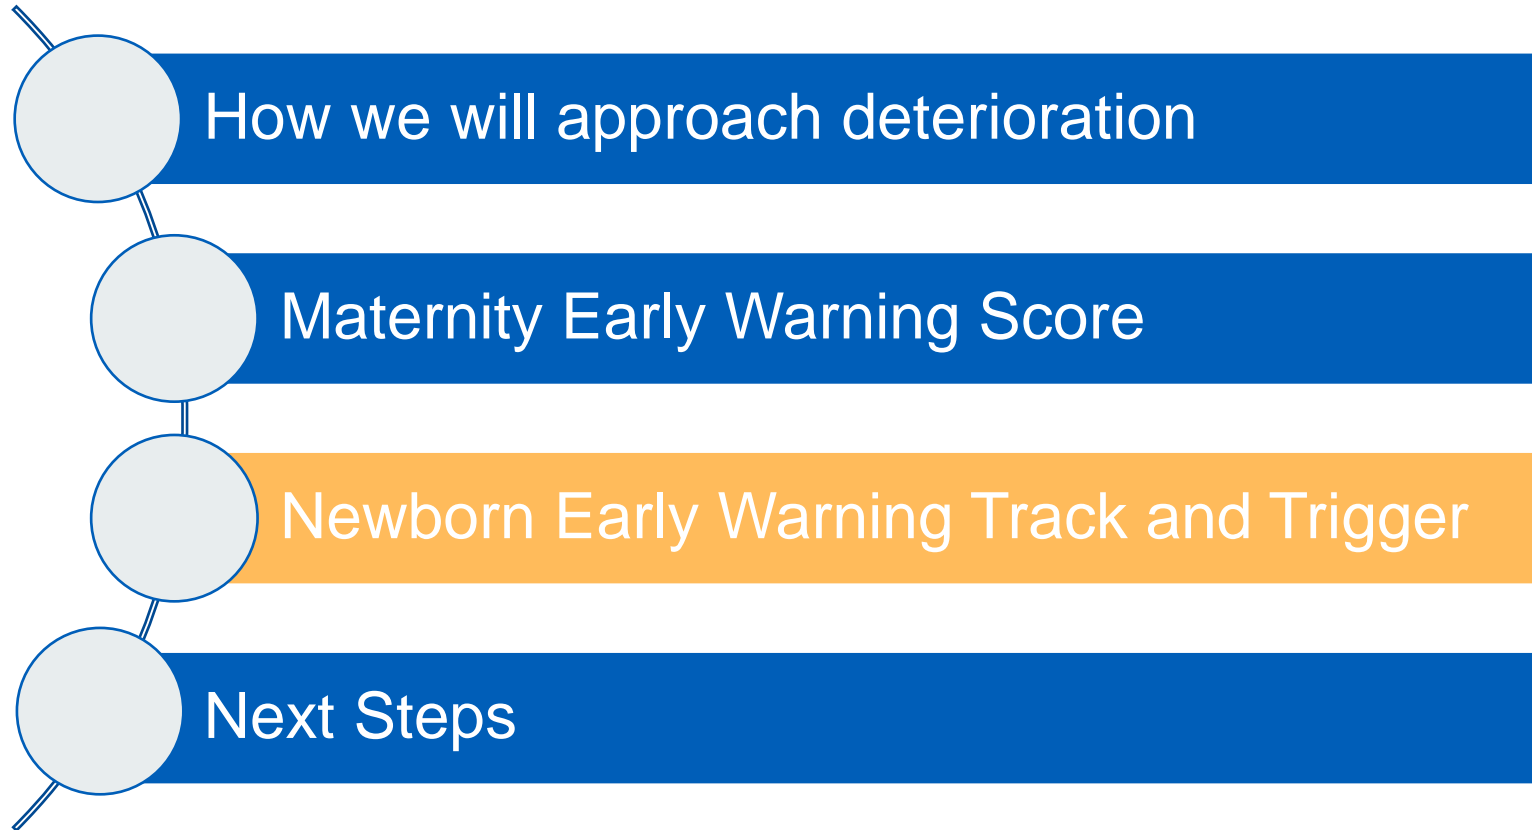 How we will approach deterioration
Maternity Early Warning Score
Newborn Early Warning Track and Trigger
Next Steps